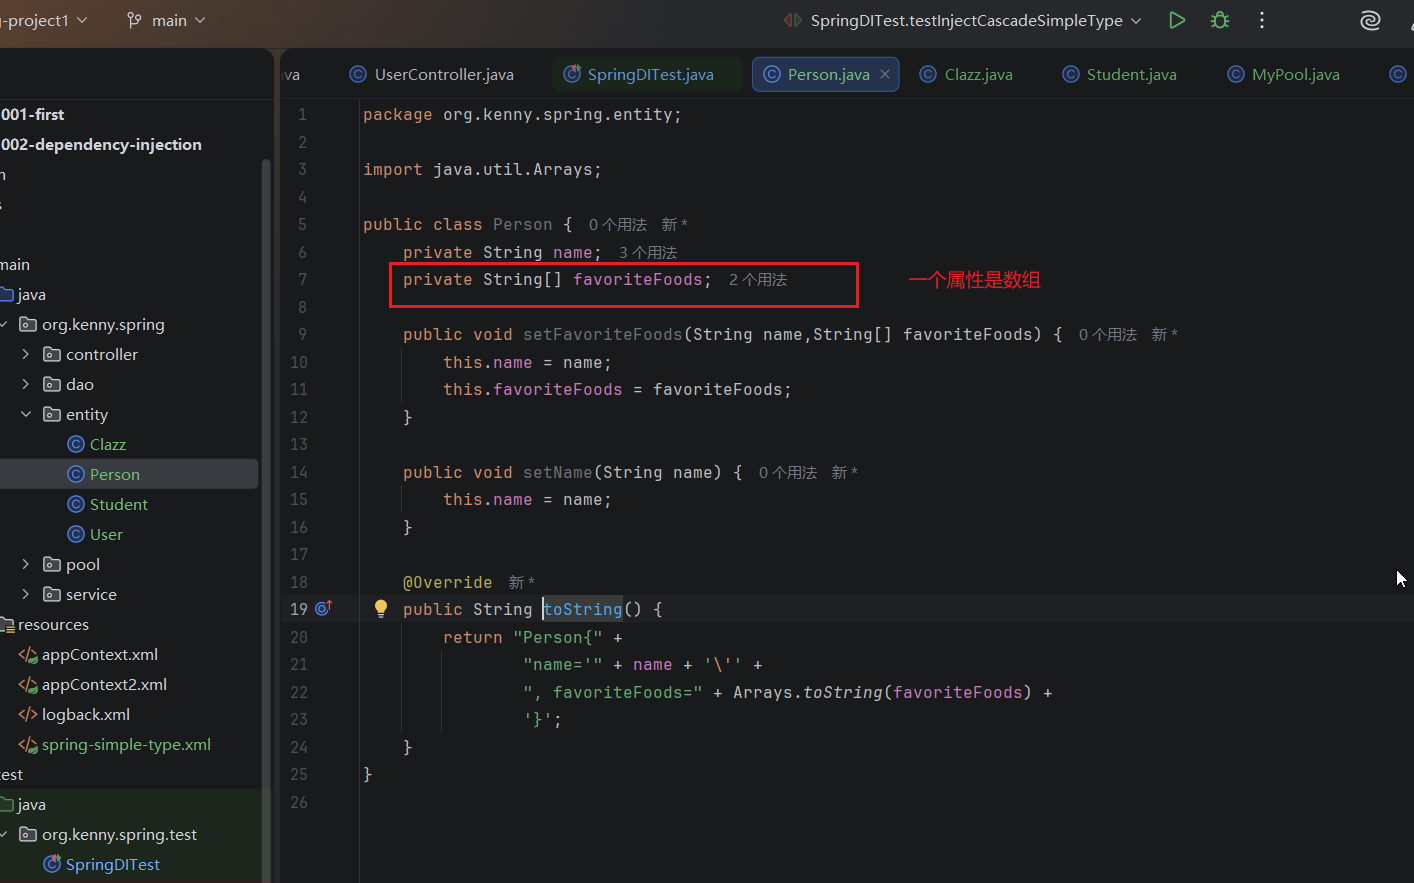 -project1 main SpringDITest.testInjectCascadeSimpleType
va UserController.java SpringDITest.java Person.java Clazz.java Student.java MyPool.java
001-first
002-dependency-injection
main
java
org.kenny.spring
controller
dao
entity
Clazz
Person
Student
User
pool
service
resources
appContext.xml
appContext2.xml
logback.xml
spring-simple-type.xml
test
java
org.kenny.spring.test
SpringDITest
1 package org.kenny.spring.entity;
2
3 import java.util.Arrays;
4
5 public class Person { 0 个用法 新 *
6 private String name; 3 个用法
7 private String[] favoriteFoods; 2 个用法 一个属性是数组
8
9 public void setFavoriteFoods(String name,String[] favoriteFoods) { 0 个用法 新 *
10 this.name = name;
11 this.favoriteFoods = favoriteFoods;
12 }
13
14 public void setName(String name) { 0 个用法 新 *
15 this.name = name;
16 }
17
18 @Override 新 *
19 public String toString() {
20 return "Person{" +
21 "name='" + name + '\'' +
22 ", favoriteFoods=" + Arrays.toString(favoriteFoods) +
23 '}';
24 }
25 }
26